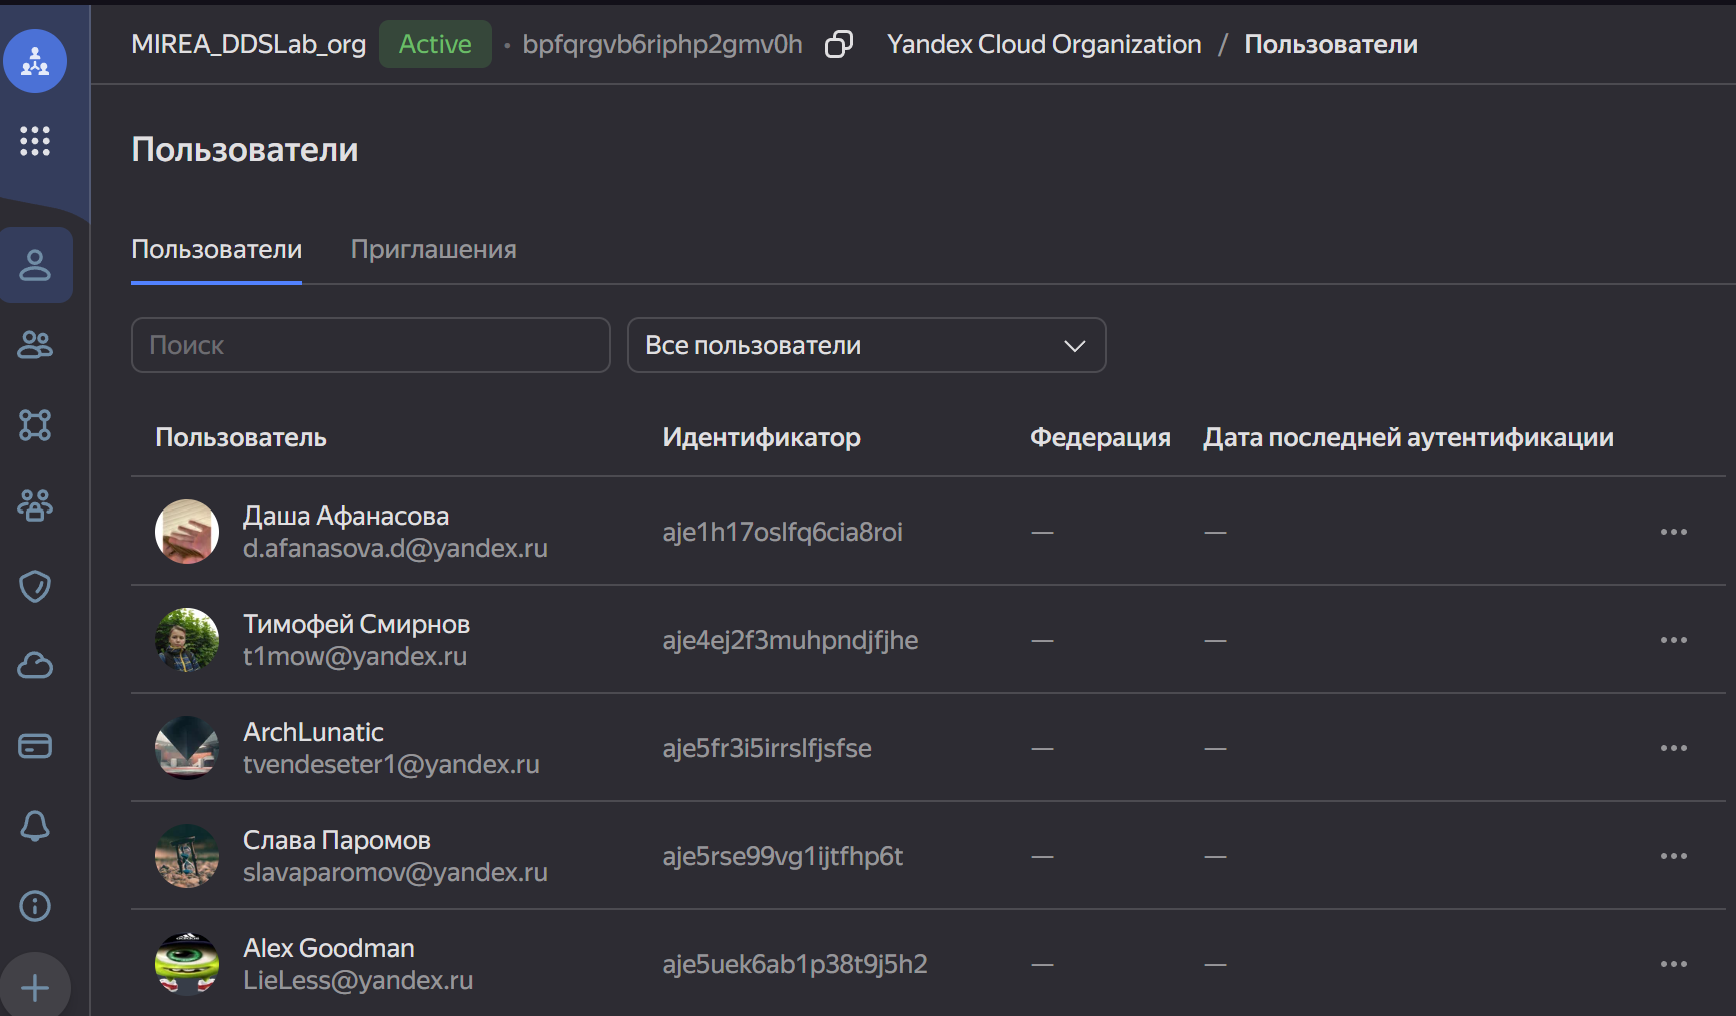 MIREA_DDSLab_org Active • bpfqrgvb6riphp2gmv0h Yandex Cloud Organization / Пользователи
Пользователи
Пользователи Приглашения
Поиск Все пользователи
Пользователь Идентификатор Федерация Дата последней аутентификации
Даша Афанасова
d.afanasova.d@yandex.ru
aje1h17oslfq6cia8roi — —
Тимофей Смирнов
t1mow@yandex.ru
aje4ej2f3muhpndjfjhe — —
ArchLunatic
tvendeseter1@yandex.ru
aje5fr3i5irrslfjsfse — —
Слава Паромов
slavaparomov@yandex.ru
aje5rse99vg1ijtfhp6t — —
Alex Goodman
LieLess@yandex.ru
aje5uek6ab1p38t9j5h2 — —